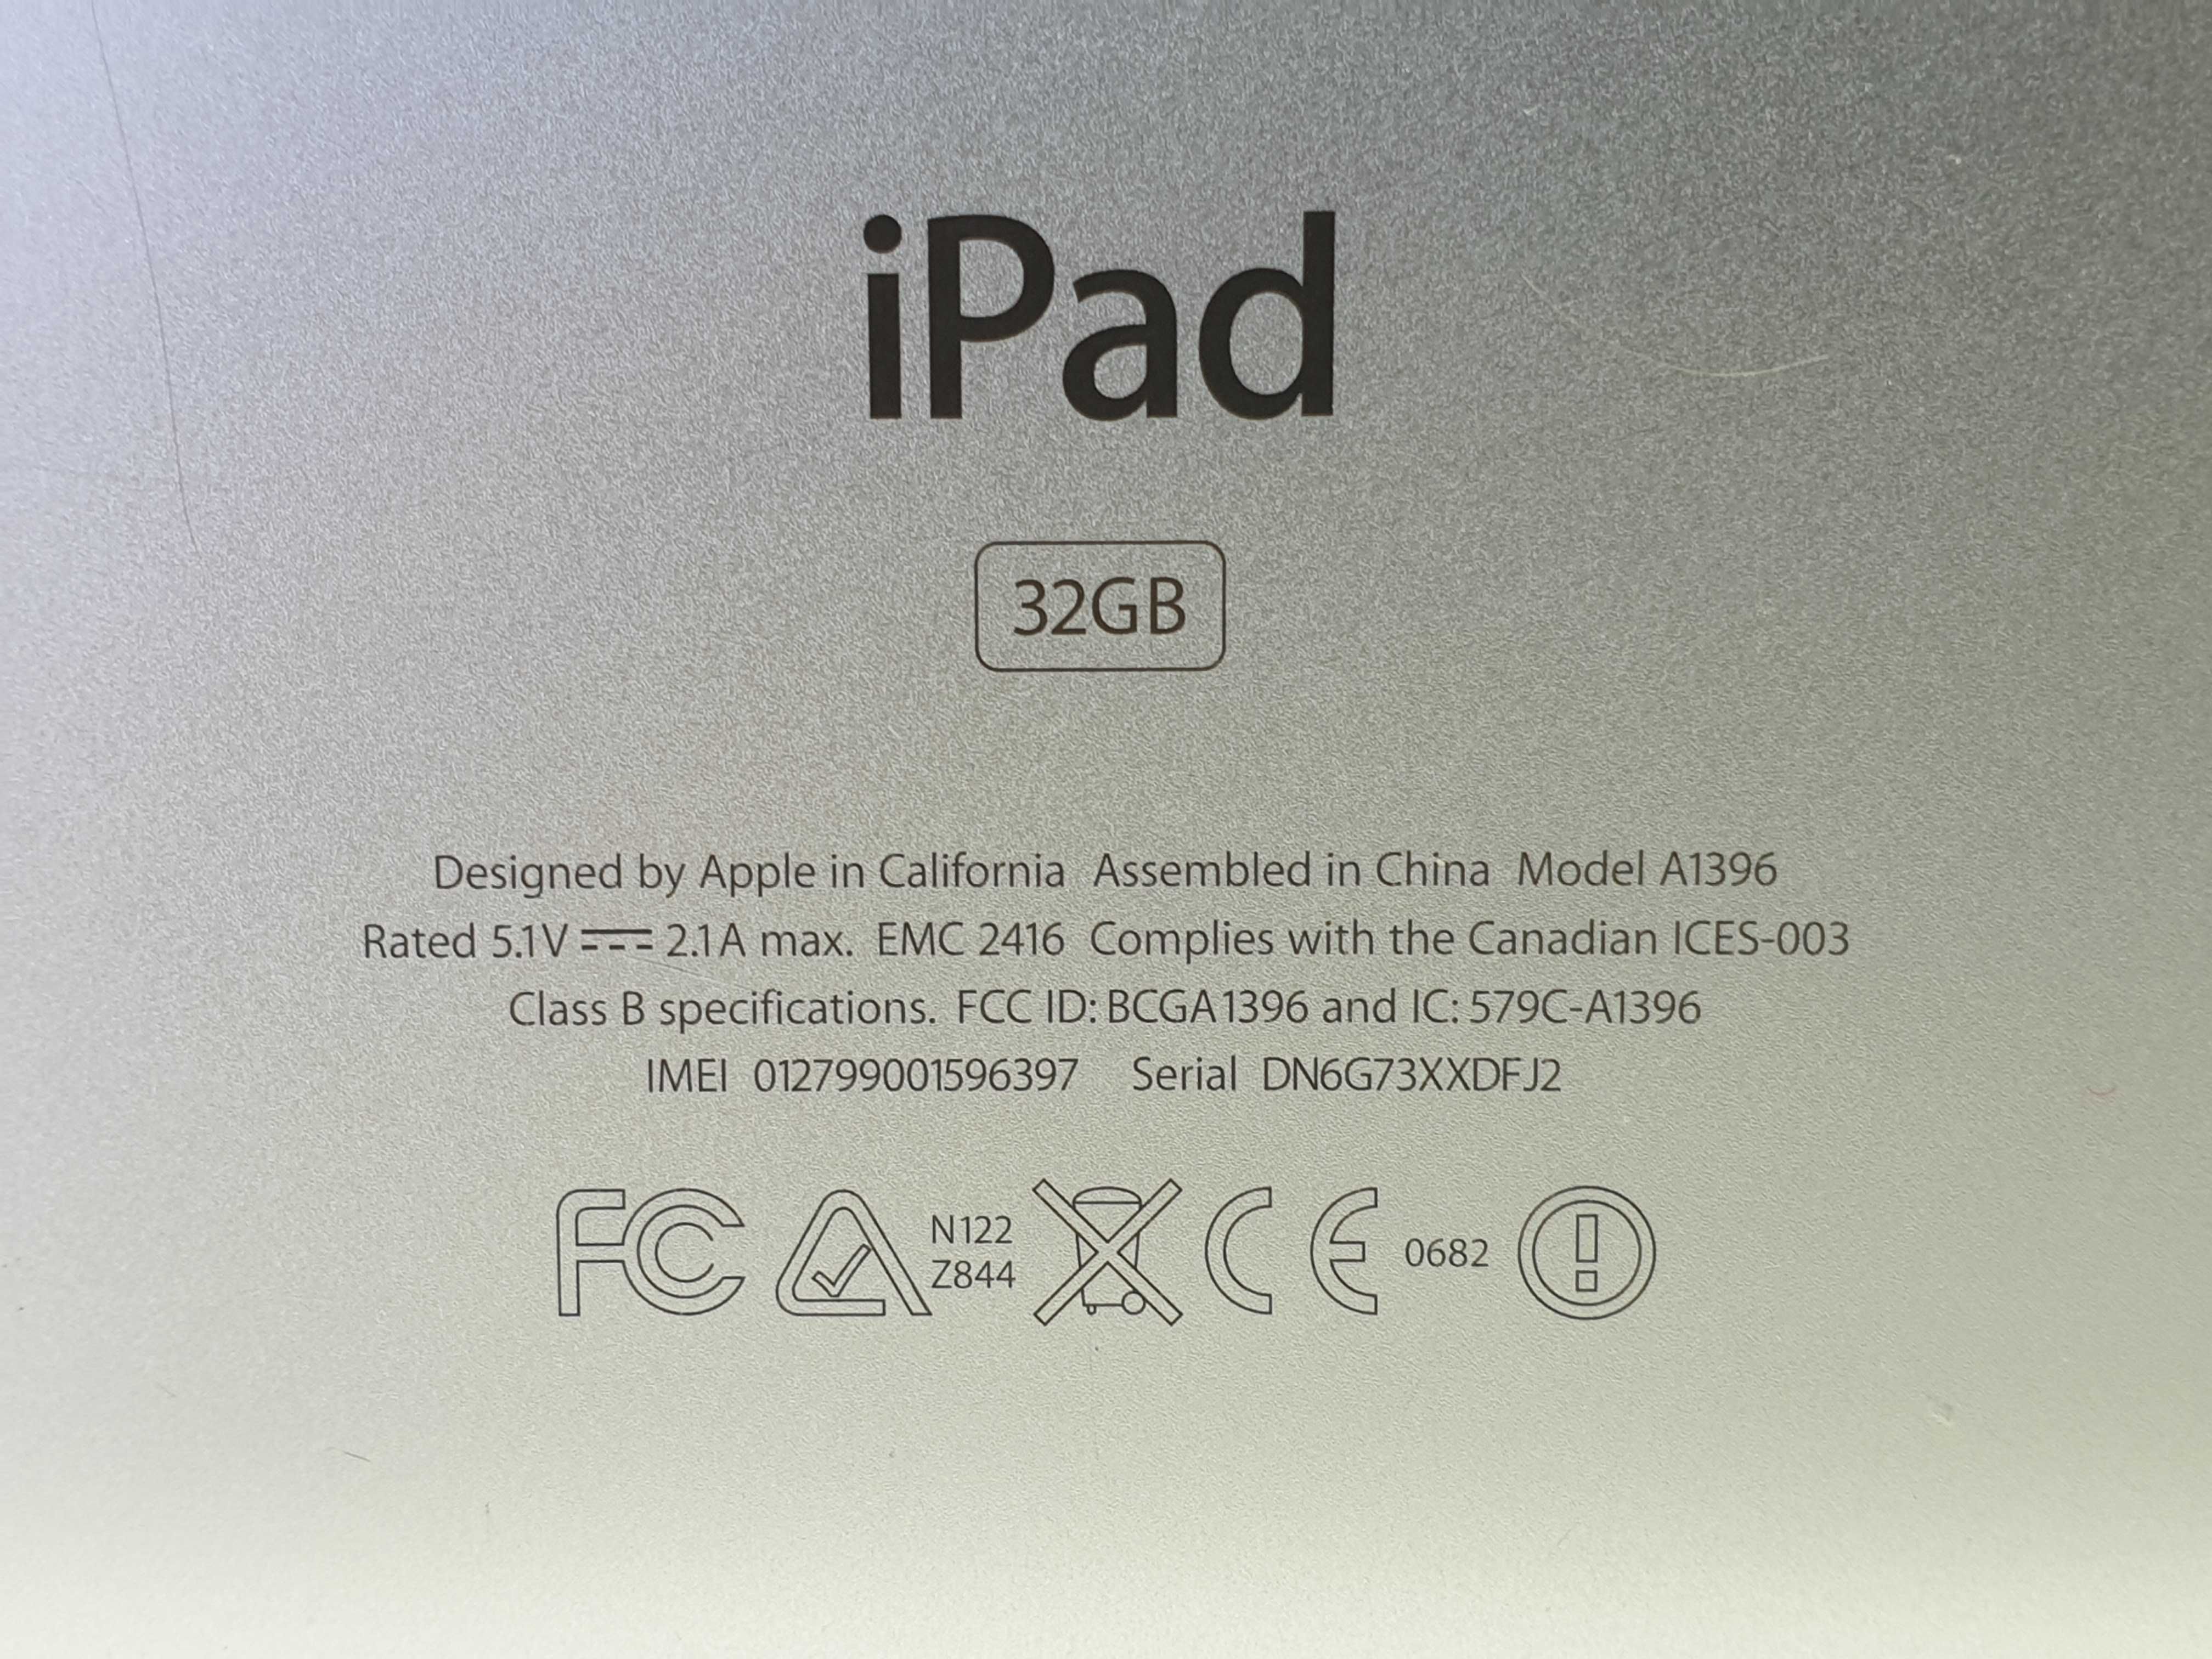 iPad
32GB
Designed by Apple in California Assembled in China Model A1396
Rated 5.1V ⎓ 2.1A max. EMC 2416 Complies with the Canadian ICES-003
Class B specifications. FCC ID: BCGA1396 and IC: 579C-A1396
IMEI 012799001596397 Serial DN6G73XXDFJ2
FC N122 CE 0682
Z844